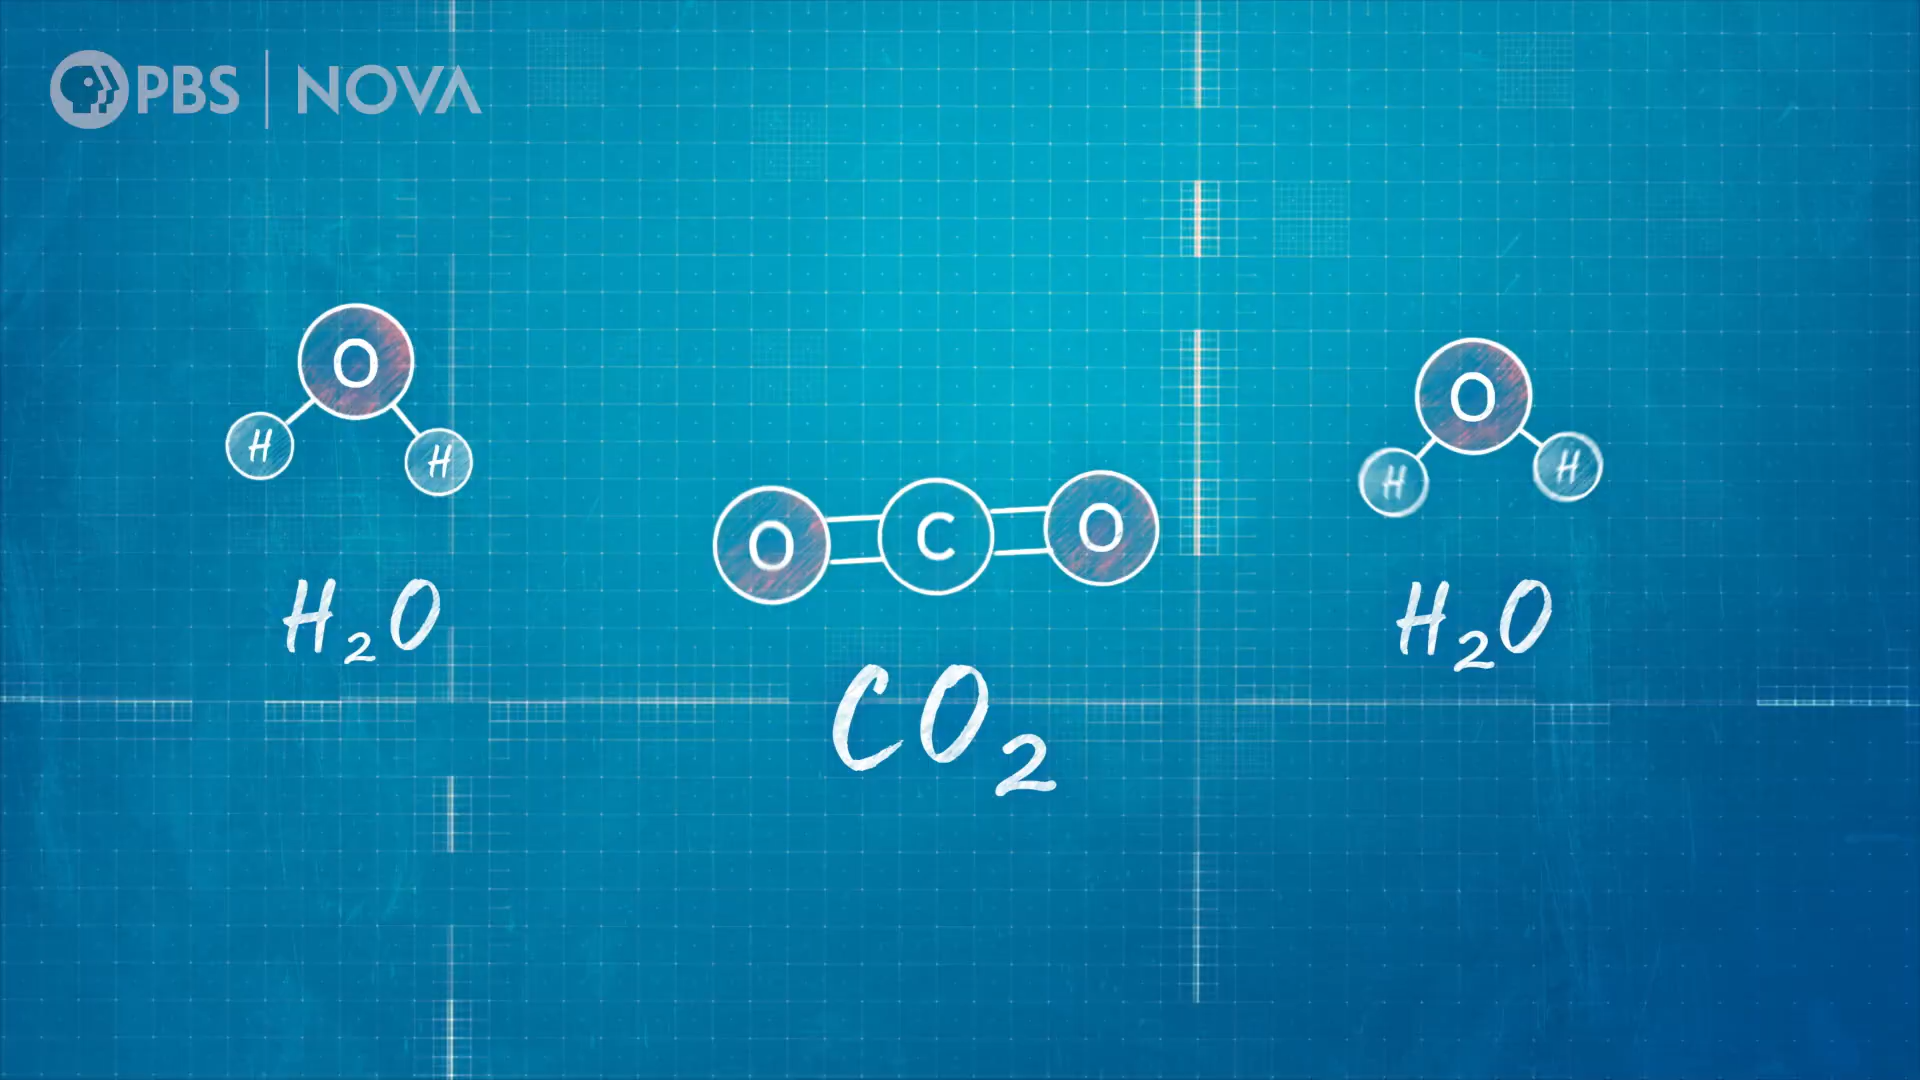 PBS | NOVA
O
H H
H₂O
O C O
CO₂
O
H H
H₂O